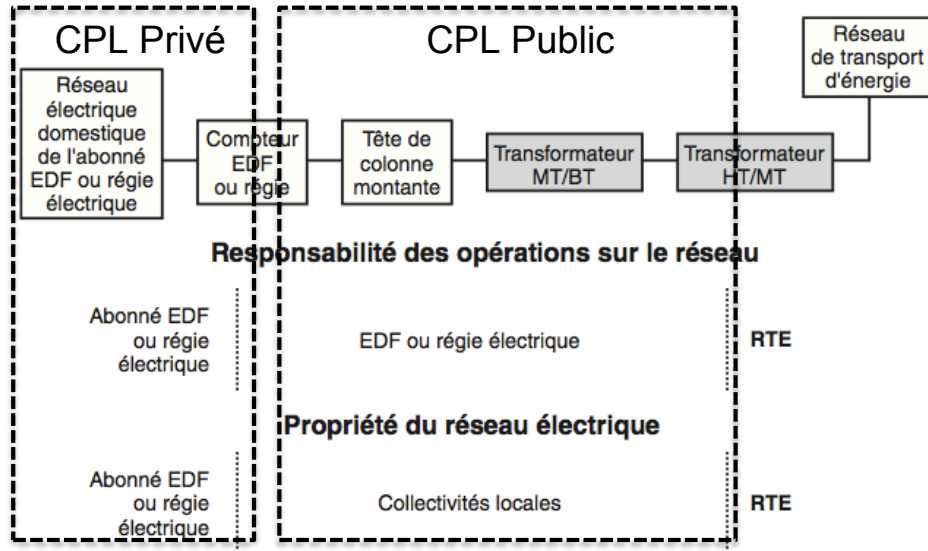 CPL Privé
CPL Public
Réseau
de transport
d'énergie
Réseau
électrique
domestique
de l'abonné
EDF ou régie
électrique
Compteur
EDF
ou régie
Tête de
colonne
montante
Transformateur
MT/BT
Transformateur
HT/MT
Responsabilité des opérations sur le réseau
Abonné EDF
ou régie
électrique
EDF ou régie électrique
RTE
Propriété du réseau électrique
Abonné EDF
ou régie
électrique
Collectivités locales
RTE